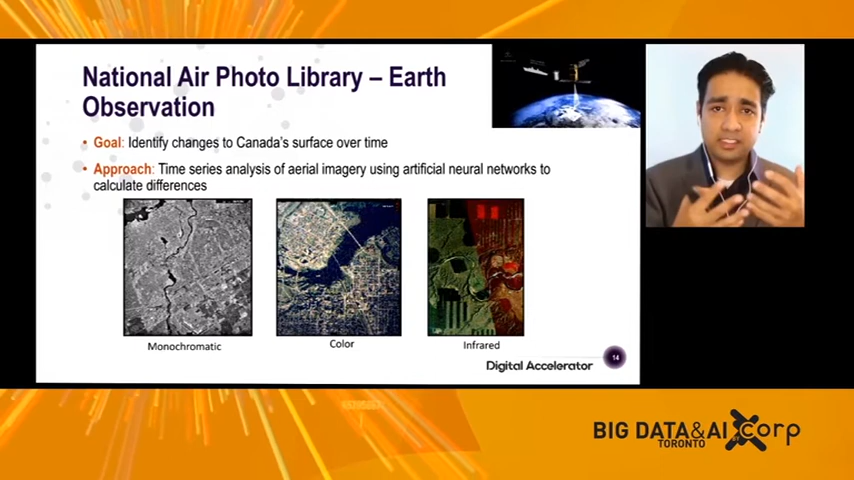 National Air Photo Library – Earth
Observation
• Goal: Identify changes to Canada's surface over time
• Approach: Time series analysis of aerial imagery using artificial neural networks to
calculate differences
Monochromatic
Color
Infrared
Digital Accelerator
14
BIG DATA&AI
TORONTO
corp